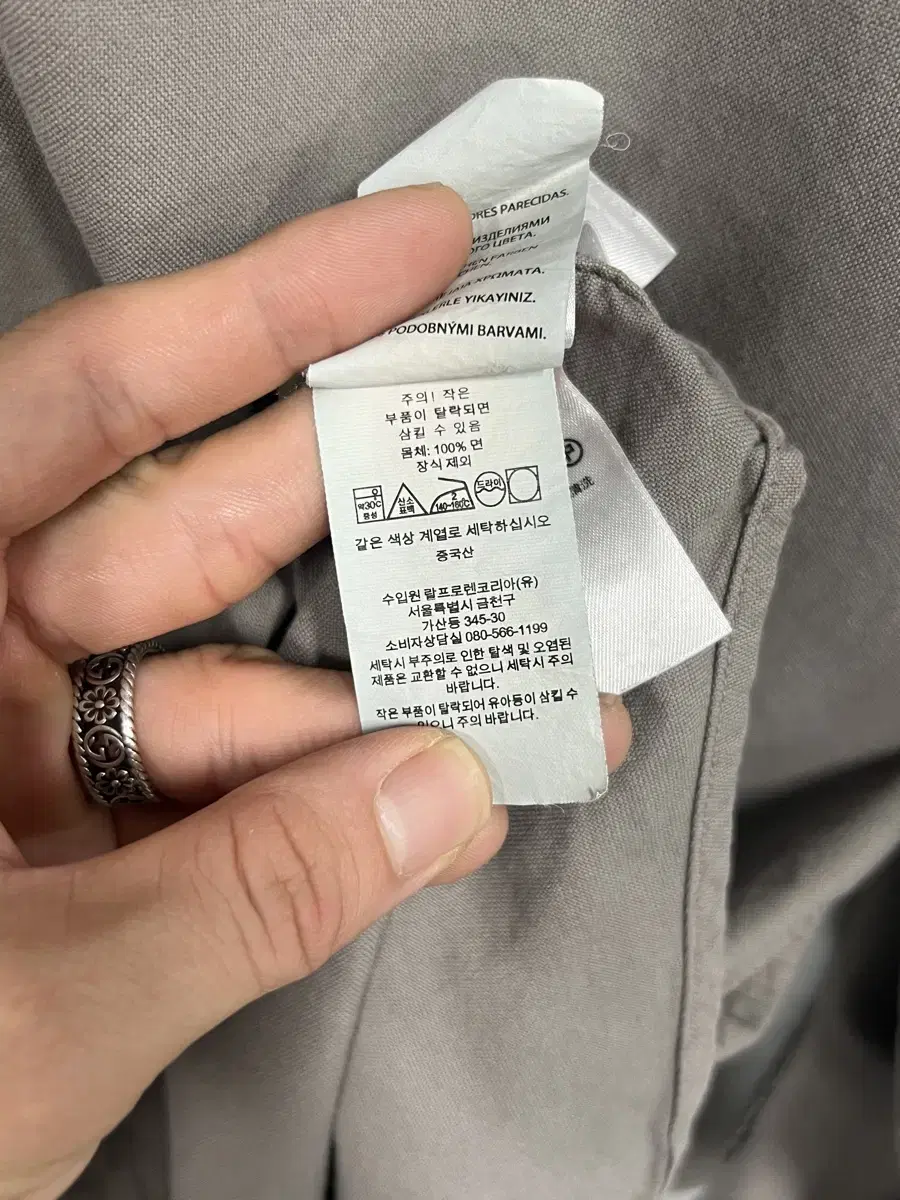 PARECIDAS.
ИЗДЕЛИЯМИ
ЦВЕТА.
FARBEN
ΧΡΩΜΑΤΑ.
YIKAYINIZ.
PODOBNÝMI BARVAMI.
주의! 작은
부품이 탈락되면
삼킬 수 있음
몸체: 100% 면
장식 제외
약30℃
중성
산소
표백
2
140~160℃
드라이
같은 색상 계열로 세탁하십시오
중국산
수입원 랄프로렌코리아(유)
서울특별시 금천구
가산동 345-30
소비자상담실 080-566-1199
세탁시 부주의로 인한 탈색 및 오염된
제품은 교환할 수 없으니 세탁시 주의
바랍니다.
작은 부품이 탈락되어 유아등이 삼킬 수
있으니 주의 바랍니다.